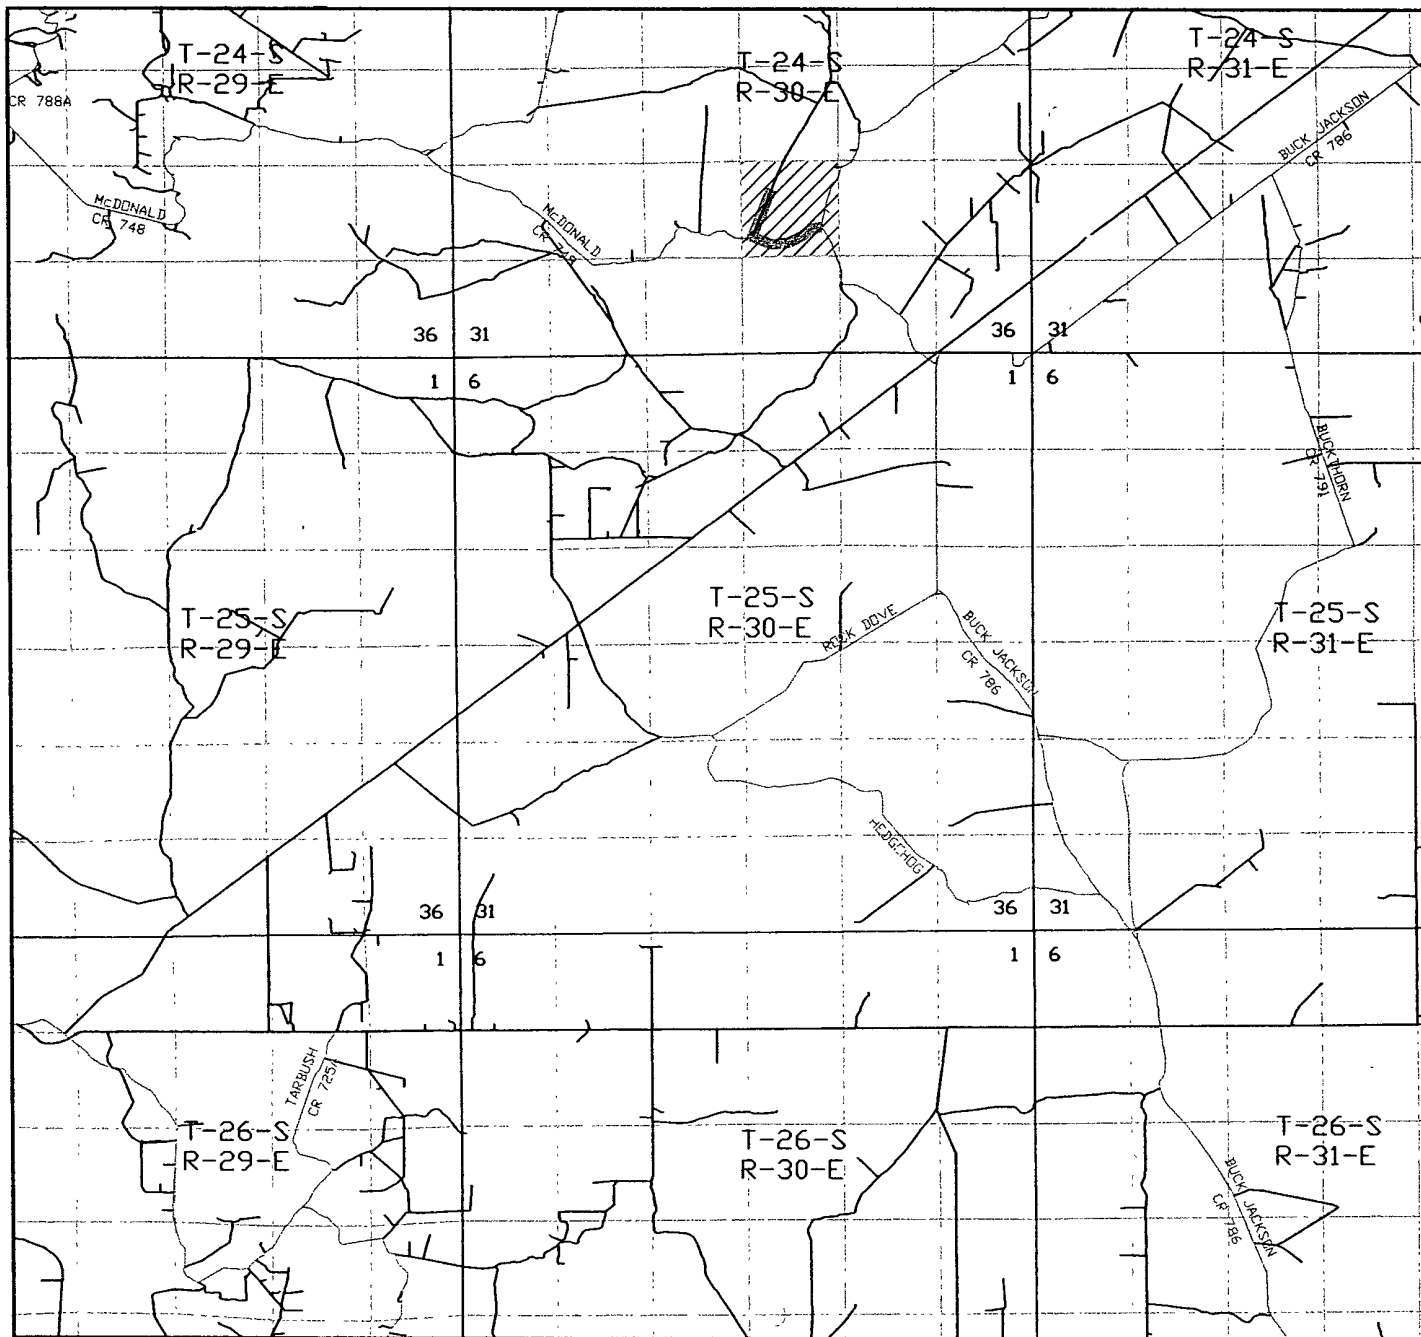 T-24-S
R-29-E
T-24-S
R-30-E
T-24-S
R-31-E
CR 788A
BUCK JACKSON
CR 786
McDONALD
CR 748
McDONALD
CR 748
36 31
1 6
36 31
1 6
BUCKTHORN
CR 791
T-25-S
R-29-E
T-25-S
R-30-E
T-25-S
R-31-E
ROCK DOVE
BUCK JACKSON
CR 786
HEDGEHOG
36 31
1 6
36 31
1 6
TARBUSH
CR 725A
T-26-S
R-29-E
T-26-S
R-30-E
T-26-S
R-31-E
BUCK JACKSON
CR 786